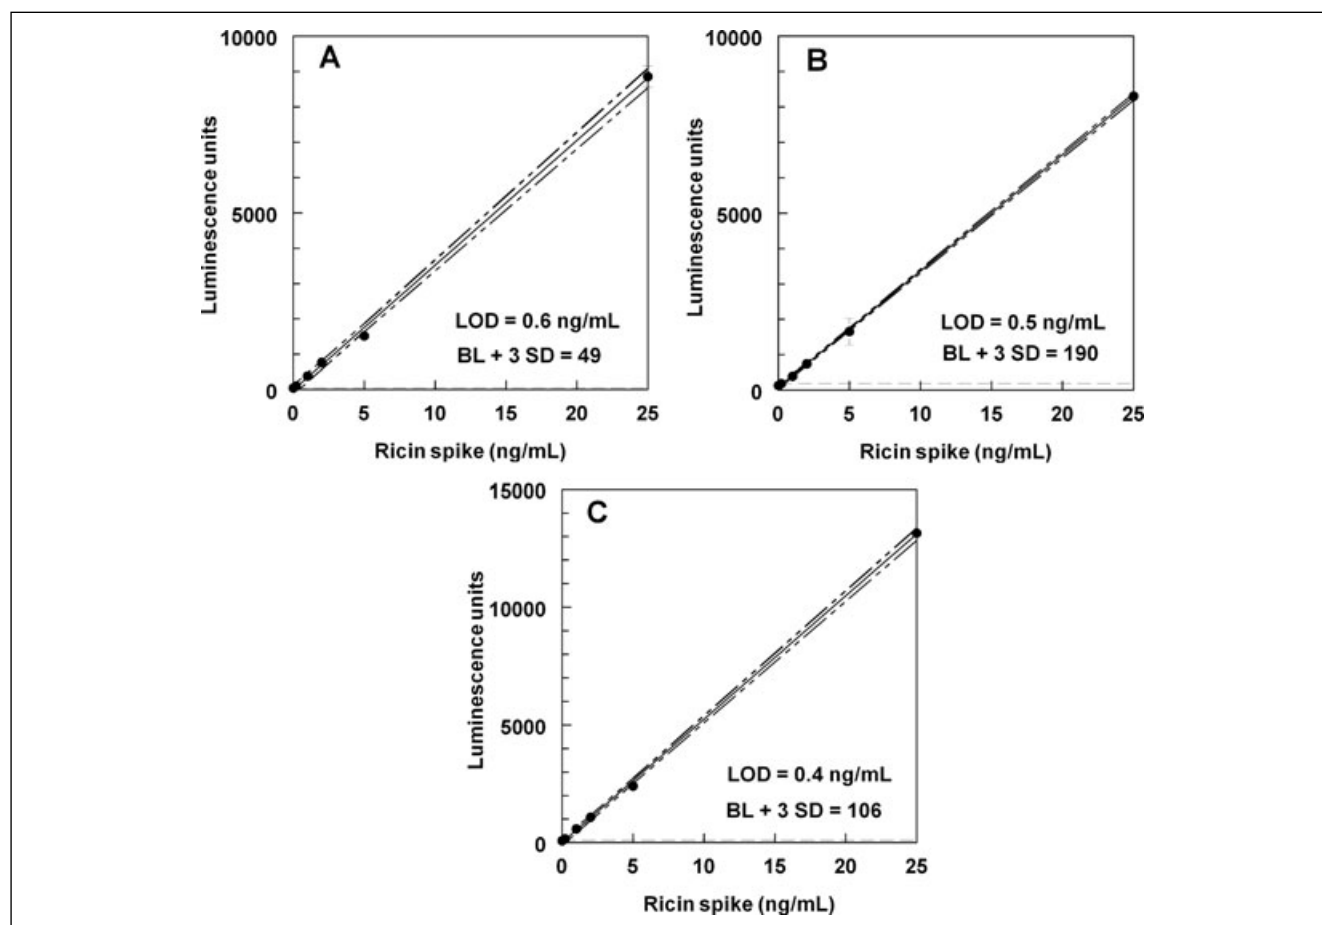 A
10000
5000
0
Luminescence units
LOD = 0.6 ng/mL
BL + 3 SD = 49
0 5 10 15 20 25
Ricin spike (ng/mL)
B
10000
5000
0
Luminescence units
LOD = 0.5 ng/mL
BL + 3 SD = 190
0 5 10 15 20 25
Ricin spike (ng/mL)
C
15000
10000
5000
0
Luminescence units
LOD = 0.4 ng/mL
BL + 3 SD = 106
0 5 10 15 20 25
Ricin spike (ng/mL)